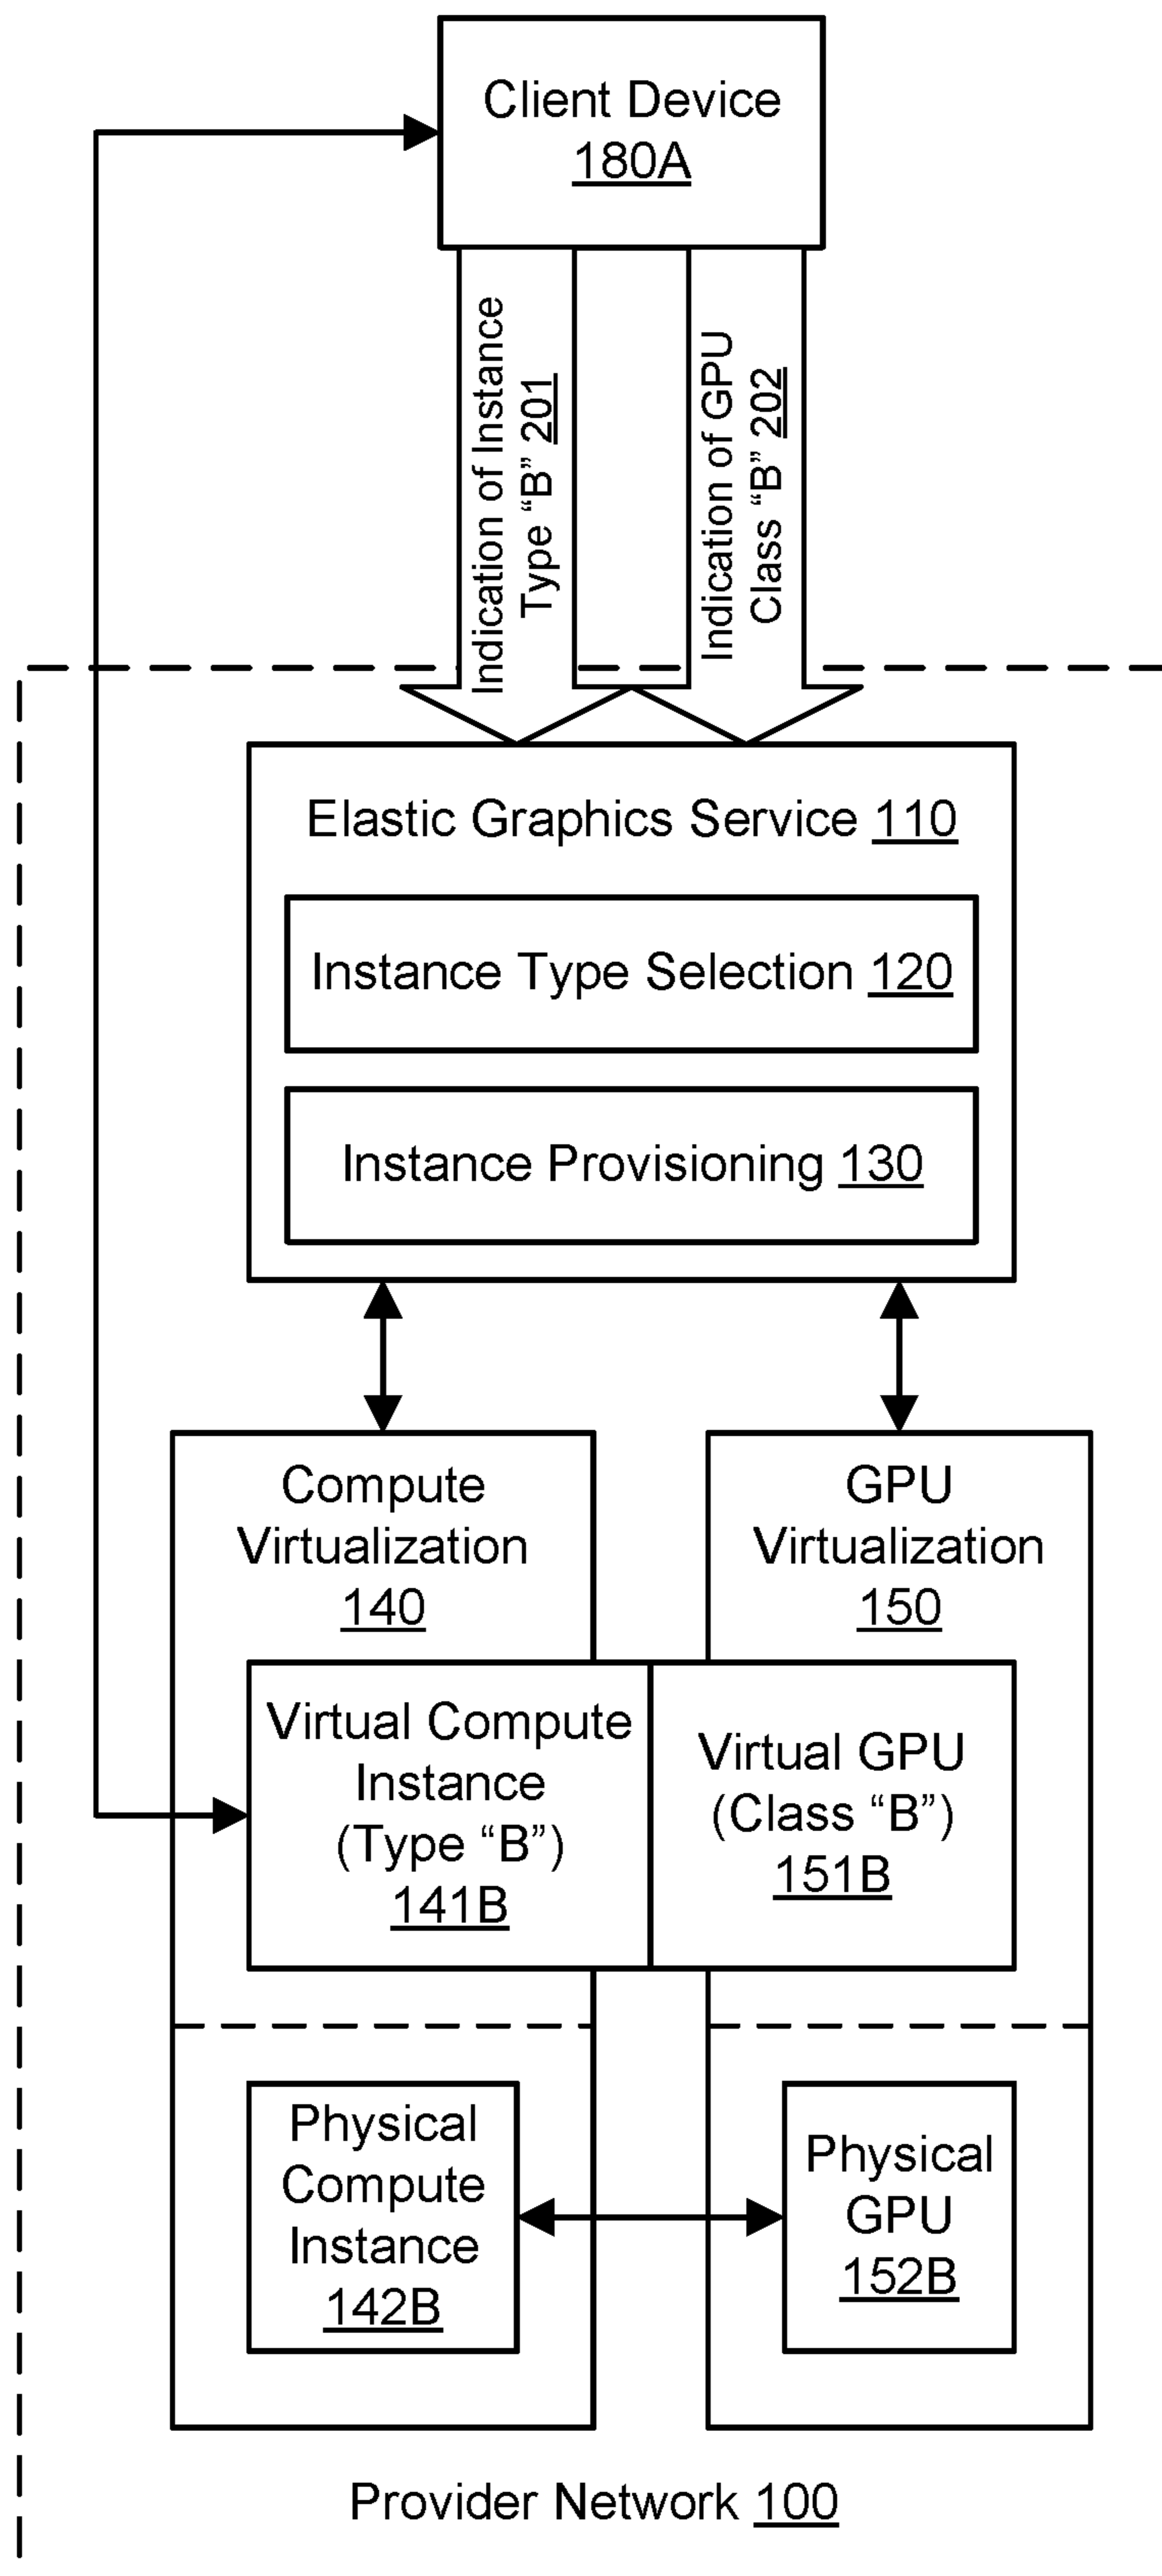 Client Device
180A
Indication of Instance
Type “B” 201
Indication of GPU
Class “B” 202
Elastic Graphics Service 110
Instance Type Selection 120
Instance Provisioning 130
Compute
Virtualization
140
GPU
Virtualization
150
Virtual Compute
Instance
(Type “B”)
141B
Virtual GPU
(Class “B”)
151B
Physical
Compute
Instance
142B
Physical
GPU
152B
Provider Network 100